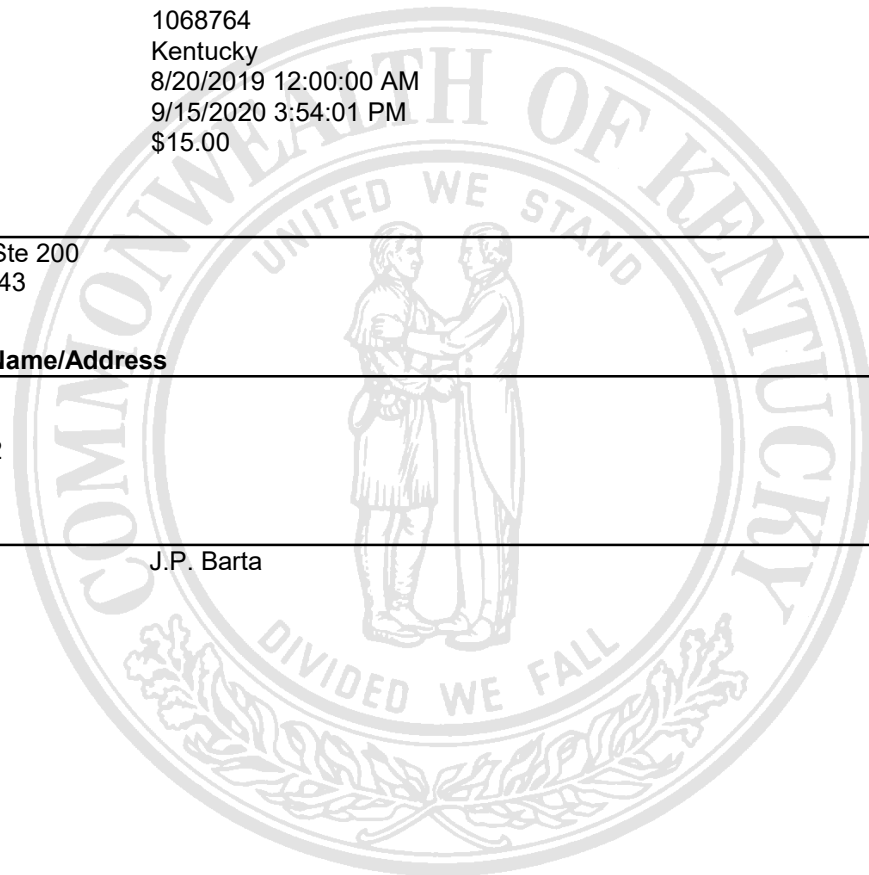 1068764
Kentucky
8/20/2019 12:00:00 AM
9/15/2020 3:54:01 PM
$15.00
Ste 200
43
Name/Address
2
J.P. Barta
COMMONWEALTH OF KENTUCKY
UNITED WE STAND
DIVIDED WE FALL